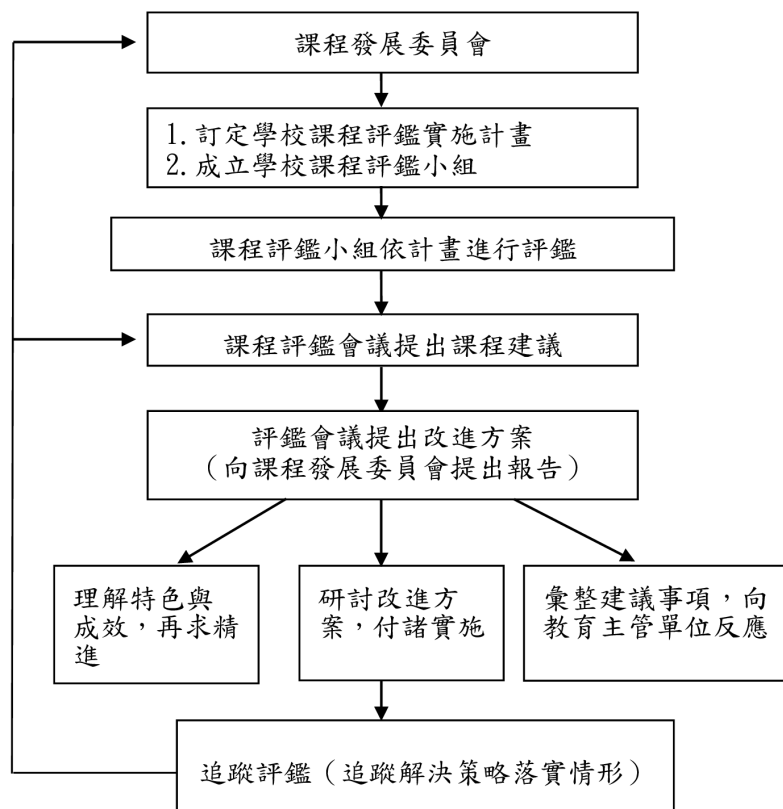 課程發展委員會
1.訂定學校課程評鑑實施計畫
2.成立學校課程評鑑小組
課程評鑑小組依計畫進行評鑑
課程評鑑會議提出課程建議
評鑑會議提出改進方案
（向課程發展委員會提出報告）
理解特色與
成效，再求精
進
研討改進方
案，付諸實施
彙整建議事項，向
教育主管單位反應
追蹤評鑑（追蹤解決策略落實情形）